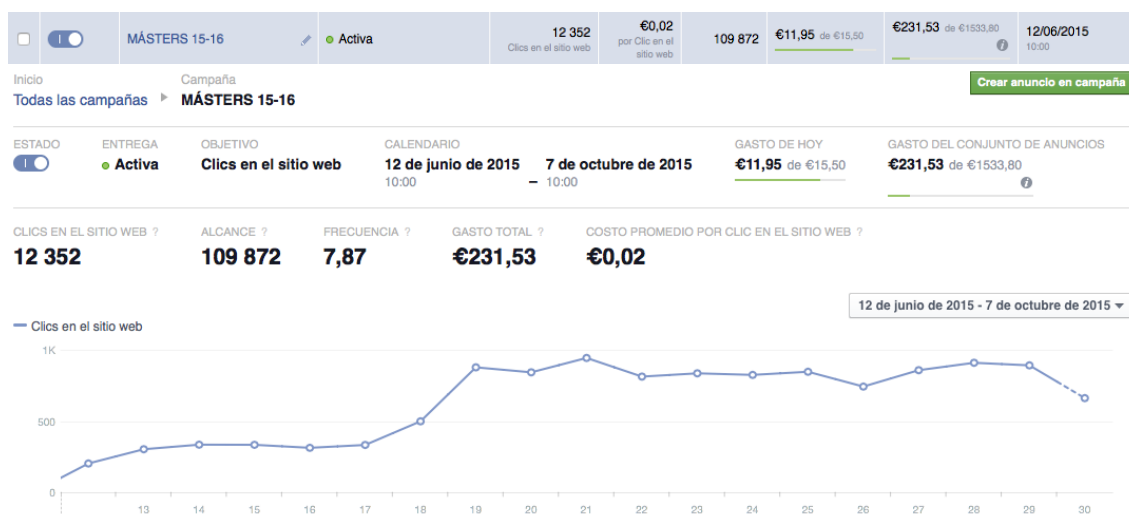 MÁSTERS 15-16 Activa 12 352 €0,02 109 872 €11,95 de €15,50 €231,53 de €1533,80 12/06/2015
Clics en el sitio web por Clic en el sitio web 10:00
Inicio Campaña
Todas las campañas MÁSTERS 15-16 Crear anuncio en campaña
ESTADO ENTREGA OBJETIVO CALENDARIO GASTO DE HOY GASTO DEL CONJUNTO DE ANUNCIOS
Activa Clics en el sitio web 12 de junio de 2015 – 7 de octubre de 2015 €11,95 de €15,50 €231,53 de €1533,80
10:00 10:00
CLICS EN EL SITIO WEB ? ALCANCE ? FRECUENCIA ? GASTO TOTAL ? COSTO PROMEDIO POR CLIC EN EL SITIO WEB ?
12 352 109 872 7,87 €231,53 €0,02
12 de junio de 2015 - 7 de octubre de 2015
Clics en el sitio web
1K
500
0
13 14 15 16 17 18 19 20 21 22 23 24 25 26 27 28 29 30